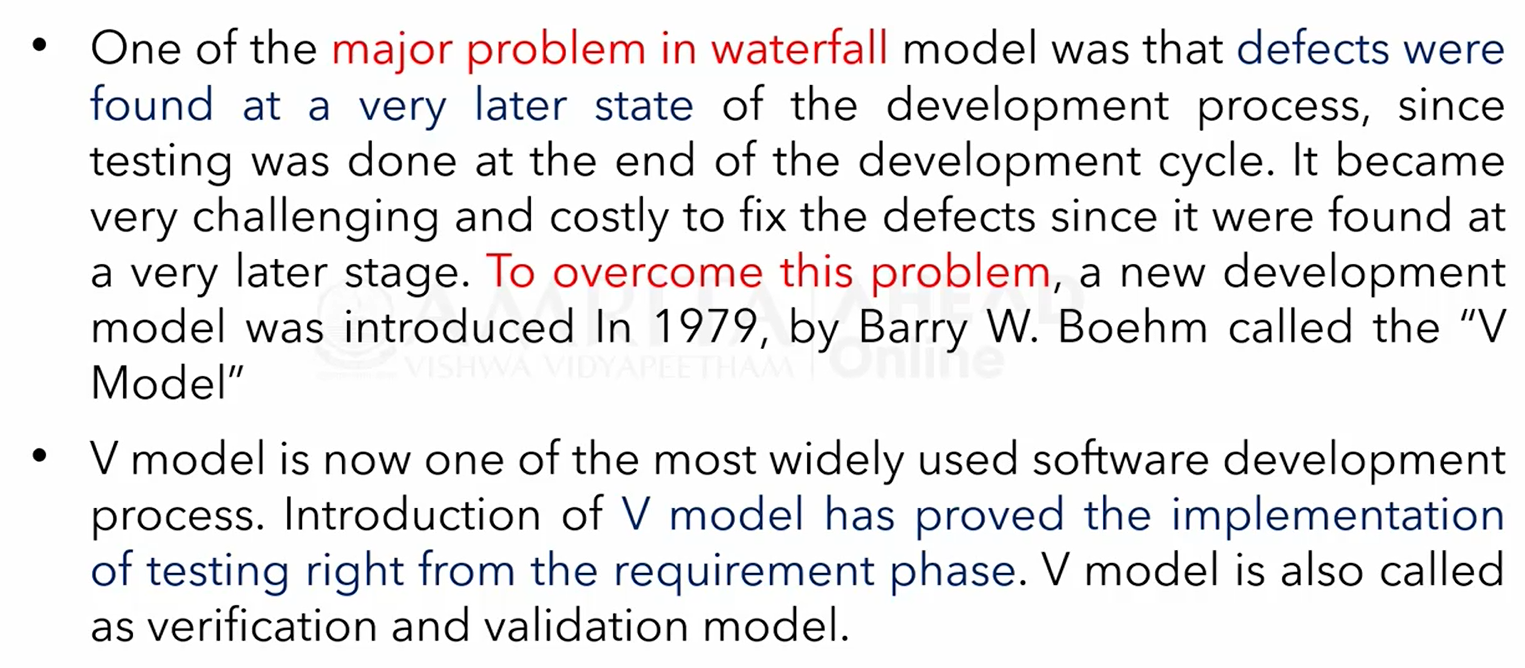 • One of the major problem in waterfall model was that defects were
found at a very later state of the development process, since
testing was done at the end of the development cycle. It became
very challenging and costly to fix the defects since it were found at
a very later stage. To overcome this problem, a new development
model was introduced In 1979, by Barry W. Boehm called the “V
Model”
• V model is now one of the most widely used software development
process. Introduction of V model has proved the implementation
of testing right from the requirement phase. V model is also called
as verification and validation model.
AMRITA AHEAD
VISHWA VIDYAPEETHAM Online